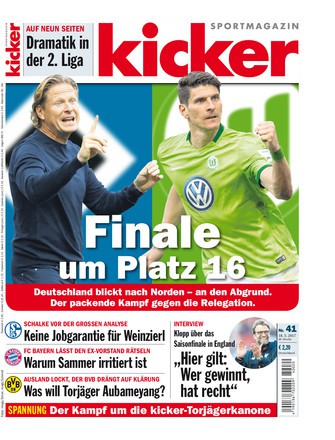 AUF NEUEN SEITEN
Dramatik in
der 2. Liga
kicker
SPORTMAGAZIN
kicker
Finale
um Platz 16
Deutschland blickt nach Norden – an den Abgrund.
Der packende Kampf gegen die Relegation.
SCHALKE VOR DER GROSSEN ANALYSE
Keine Jobgarantie für Weinzierl
FC BAYERN LÄSST DEN EX-VORSTAND RÄTSELN
Warum Sammer irritiert ist
AUSLAND LOCKT, DER BVB DRÄNGT AUF KLÄRUNG
Was will Torjäger Aubameyang?
INTERVIEW
Klopp über das
Saisonfinale in England
„Hier gilt:
Wer gewinnt,
hat recht“
Nr. 41
€ 2,20
BVB
09
SPANNUNG Der Kampf um die kicker-Torjägerkanone